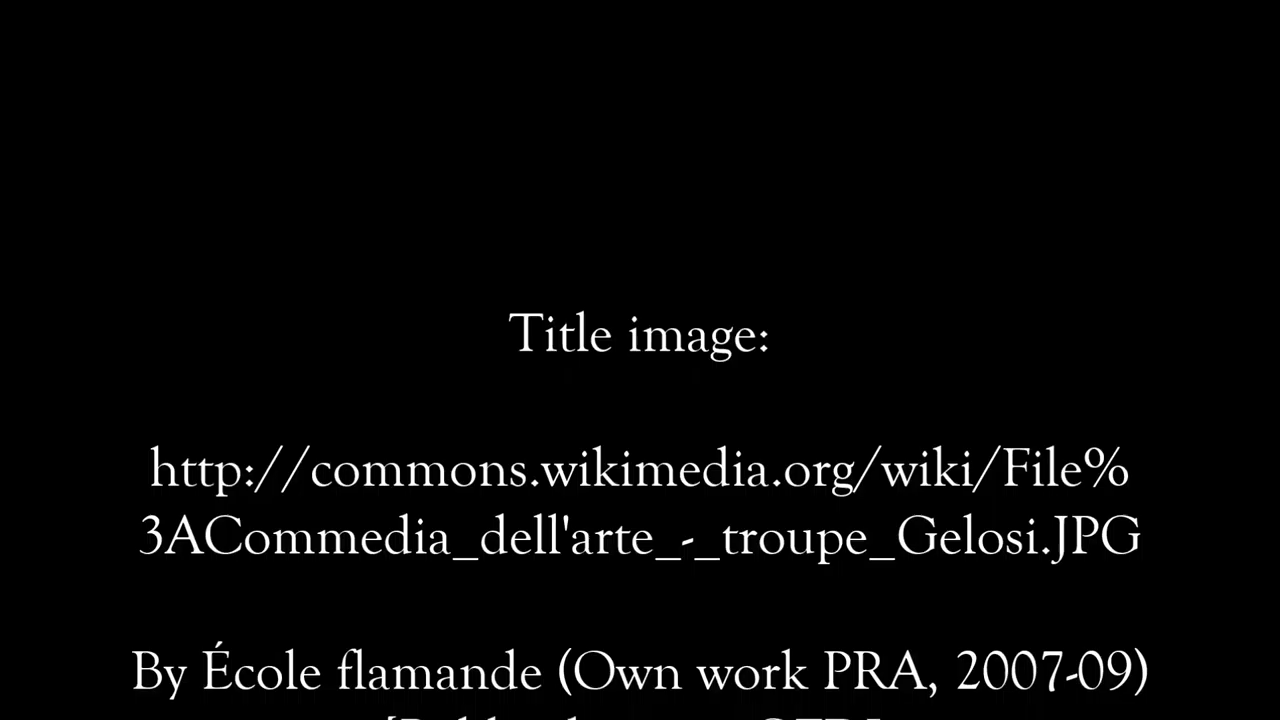 Title image:
http://commons.wikimedia.org/wiki/File%
3ACommedia_dell'arte_-_troupe_Gelosi.JPG
By École flamande (Own work PRA, 2007-09)